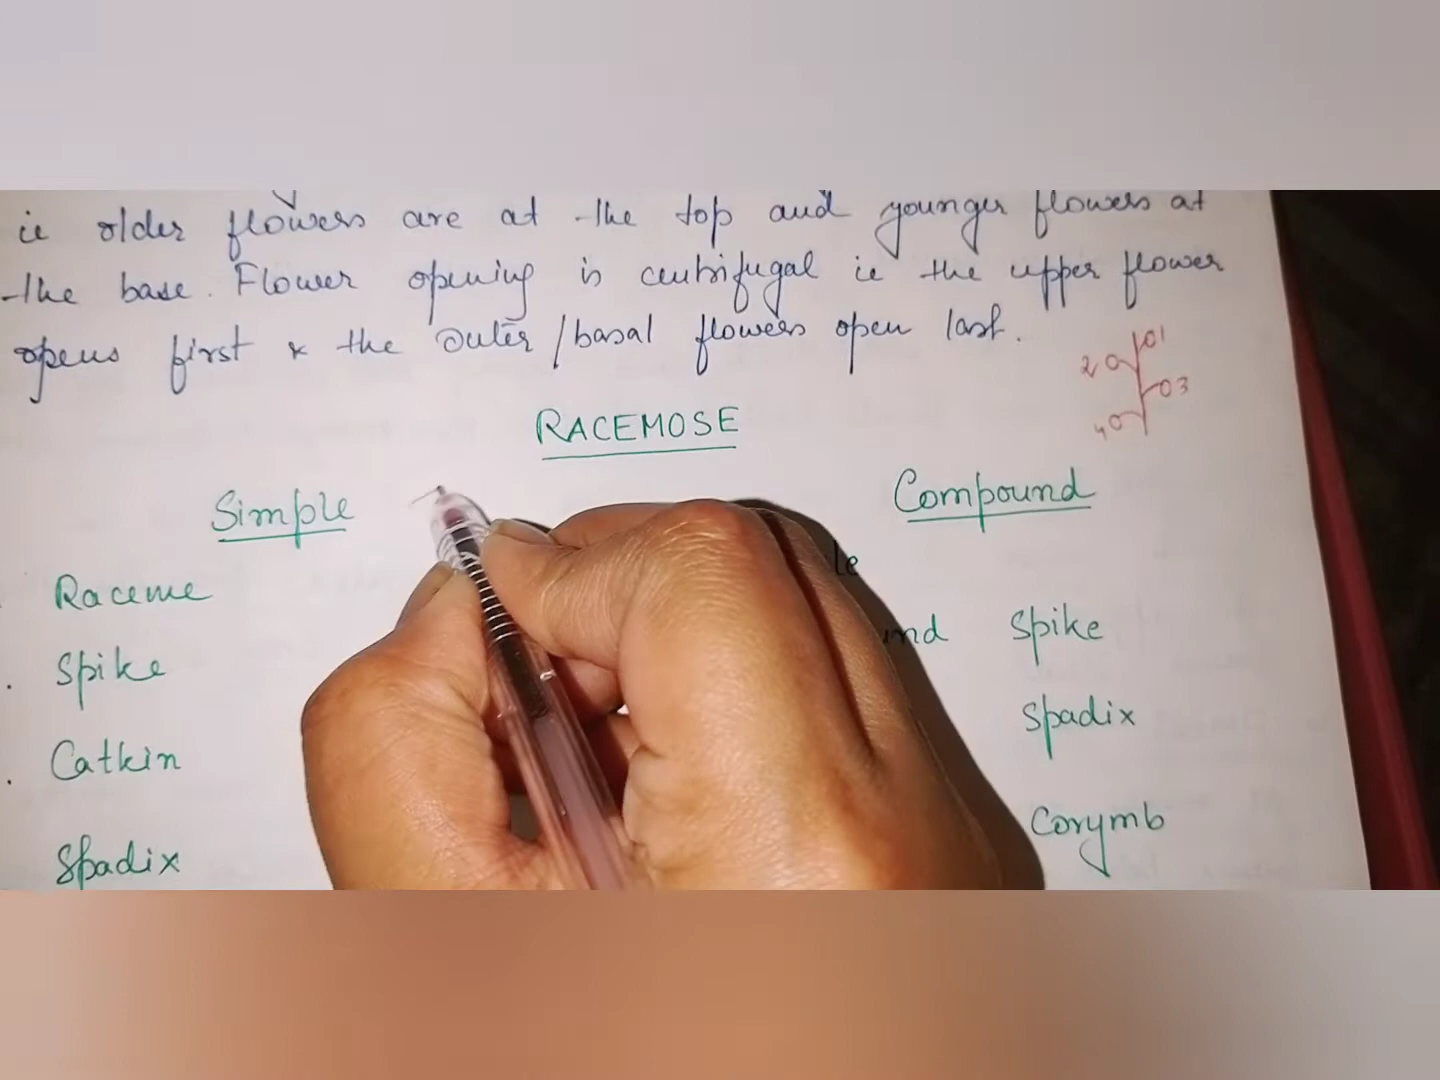 ie older flowers are at the top and younger flowers at
the base. Flower opening is centrifugal ie the upper flower
opens first & the outer/basal flowers open last.
1
2
3
4
RACEMOSE
Simple
Compound
Raceme
le
Spike
nd Spike
Catkin
Spadix
Spadix
Corymb